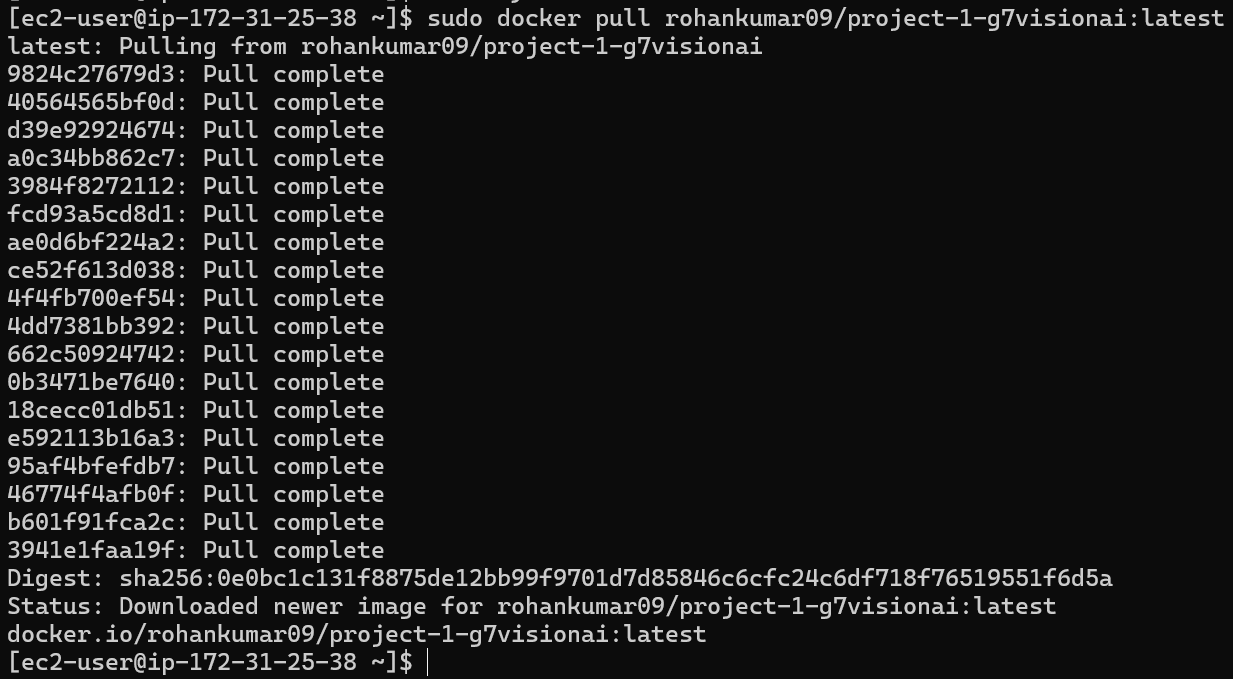 [ec2-user@ip-172-31-25-38 ~]$ sudo docker pull rohankumar09/project-1-g7visionai:latest
latest: Pulling from rohankumar09/project-1-g7visionai
9824c27679d3: Pull complete
40564565bf0d: Pull complete
d39e92924674: Pull complete
a0c34bb862c7: Pull complete
3984f8272112: Pull complete
fcd93a5cd8d1: Pull complete
ae0d6bf224a2: Pull complete
ce52f613d038: Pull complete
4f4fb700ef54: Pull complete
4dd7381bb392: Pull complete
662c50924742: Pull complete
0b3471be7640: Pull complete
18cecc01db51: Pull complete
e592113b16a3: Pull complete
95af4bfefdb7: Pull complete
46774f4afb0f: Pull complete
b601f91fca2c: Pull complete
3941e1faa19f: Pull complete
Digest: sha256:0e0bc1c131f8875de12bb99f9701d7d85846c6cfc24c6df718f76519551f6d5a
Status: Downloaded newer image for rohankumar09/project-1-g7visionai:latest
docker.io/rohankumar09/project-1-g7visionai:latest
[ec2-user@ip-172-31-25-38 ~]$